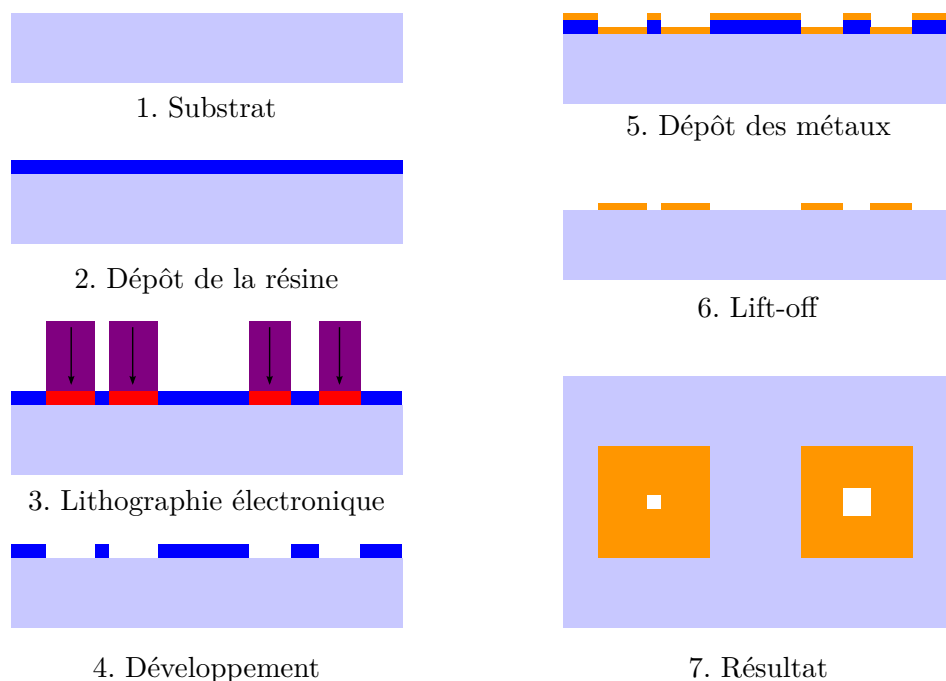 1. Substrat
2. Dépôt de la résine
3. Lithographie électronique
4. Développement
5. Dépôt des métaux
6. Lift-off
7. Résultat